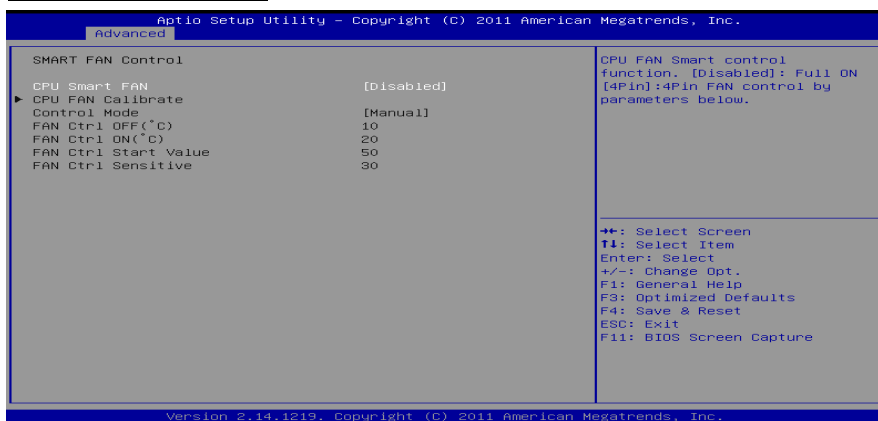 Aptio Setup Utility – Copyright (C) 2011 American Megatrends, Inc.
Advanced
SMART FAN Control
CPU Smart FAN [Disabled]
▶ CPU FAN Calibrate
Control Mode [Manual]
FAN Ctrl OFF(°C) 10
FAN Ctrl ON(°C) 20
FAN Ctrl Start Value 50
FAN Ctrl Sensitive 30
CPU FAN Smart control
function. [Disabled]: Full ON
[4Pin]:4Pin FAN control by
parameters below.
→←: Select Screen
↑↓: Select Item
Enter: Select
+/-: Change Opt.
F1: General Help
F3: Optimized Defaults
F4: Save & Reset
ESC: Exit
F11: BIOS Screen Capture
Version 2.14.1219. Copyright (C) 2011 American Megatrends, Inc.